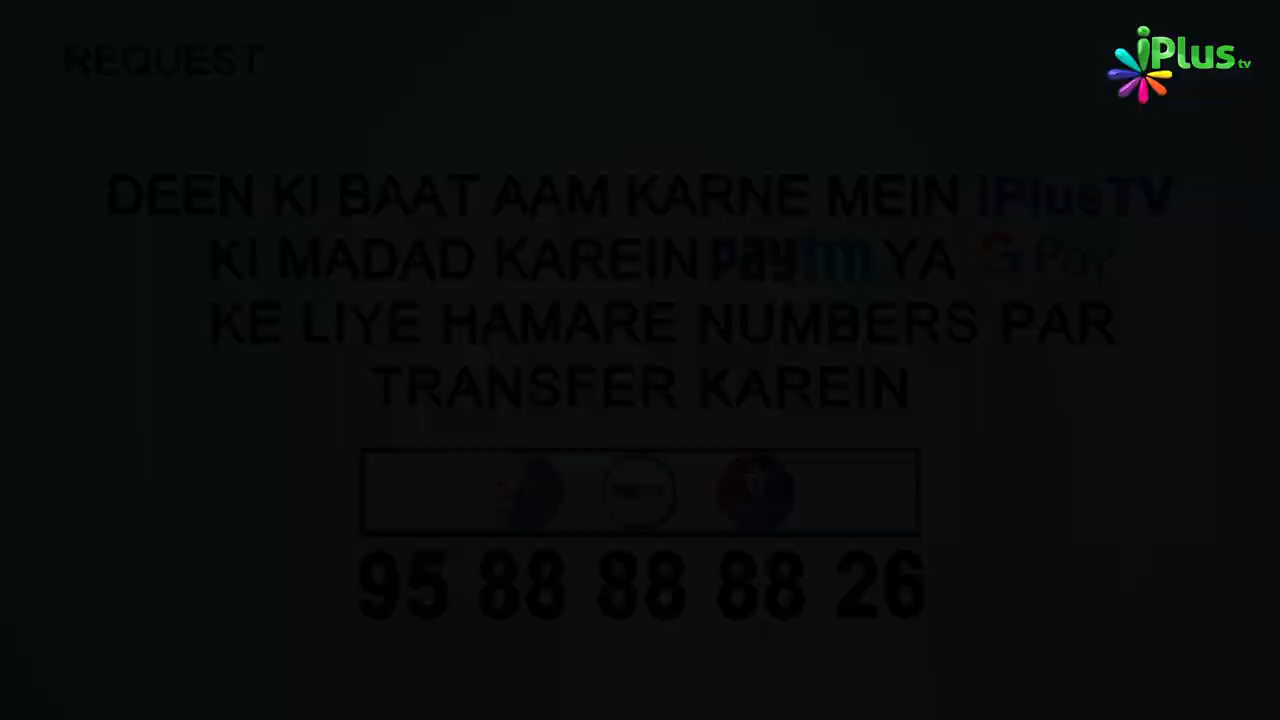 iPlus tv
REQUEST
DEEN KI BAAT AAM KARNE MEIN iPlueTV
KI MADAD KAREIN paytm YA G Pay
KE LIYE HAMARE NUMBERS PAR
TRANSFER KAREIN
95 88 88 88 26